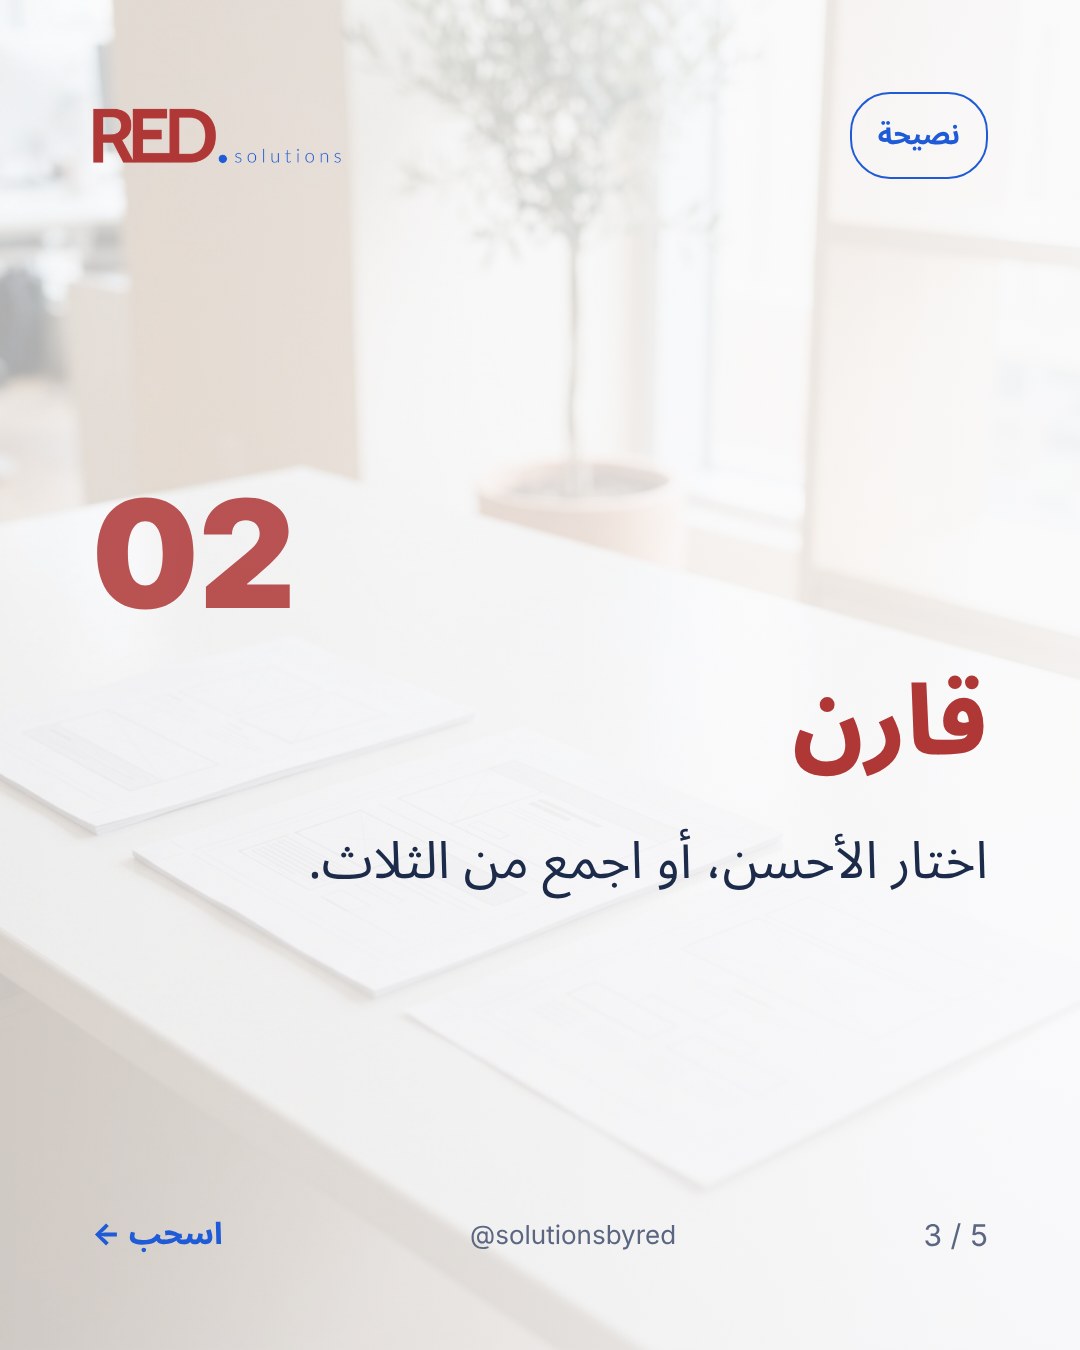 RED.solutions
نصيحة
02
قارن
اختار الأحسن، أو اجمع من الثلاث.
اسحب ←
@solutionsbyred
3 / 5